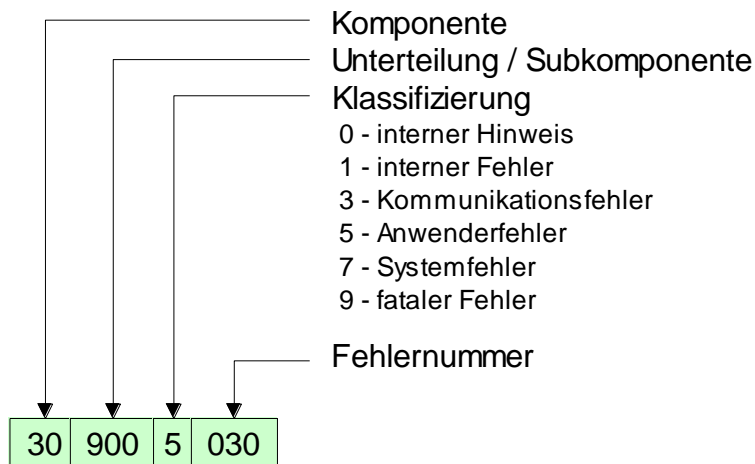 Komponente
Unterteilung / Subkomponente
Klassifizierung
0 - interner Hinweis
1 - interner Fehler
3 - Kommunikationsfehler
5 - Anwenderfehler
7 - Systemfehler
9 - fataler Fehler
Fehlernummer
30 900 5 030